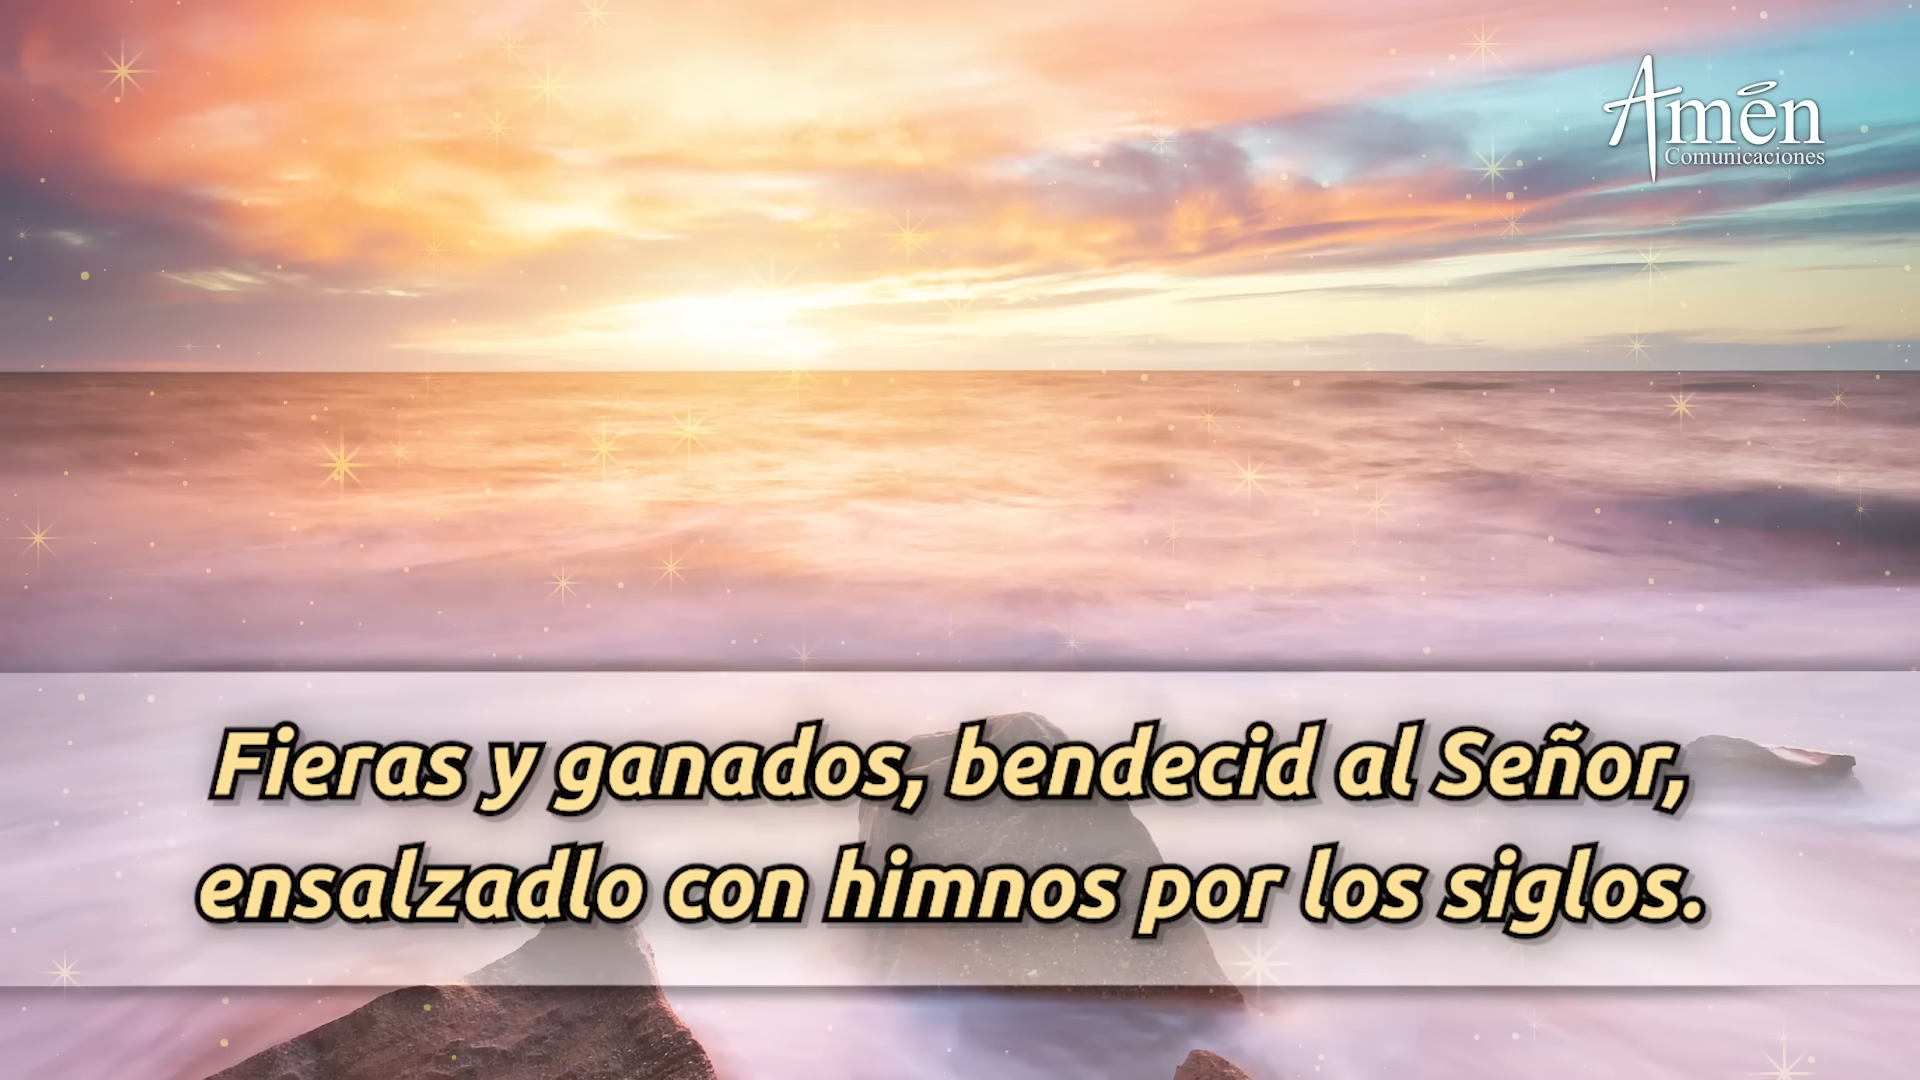 Amén
Comunicaciones
Fieras y ganados, bendecid al Señor,
ensalzadlo con himnos por los siglos.